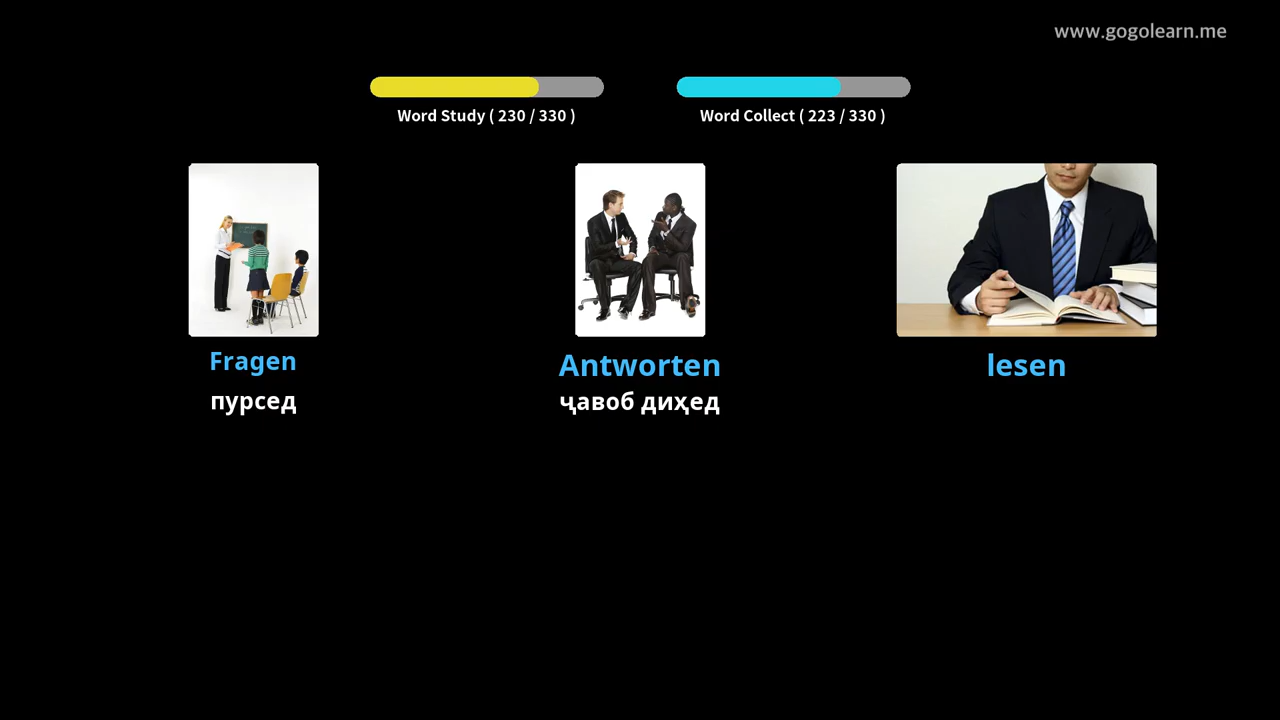 www.gogolearn.me
Word Study ( 230 / 330 )
Word Collect ( 223 / 330 )
Fragen
пурсед
Antworten
ҷавоб диҳед
lesen